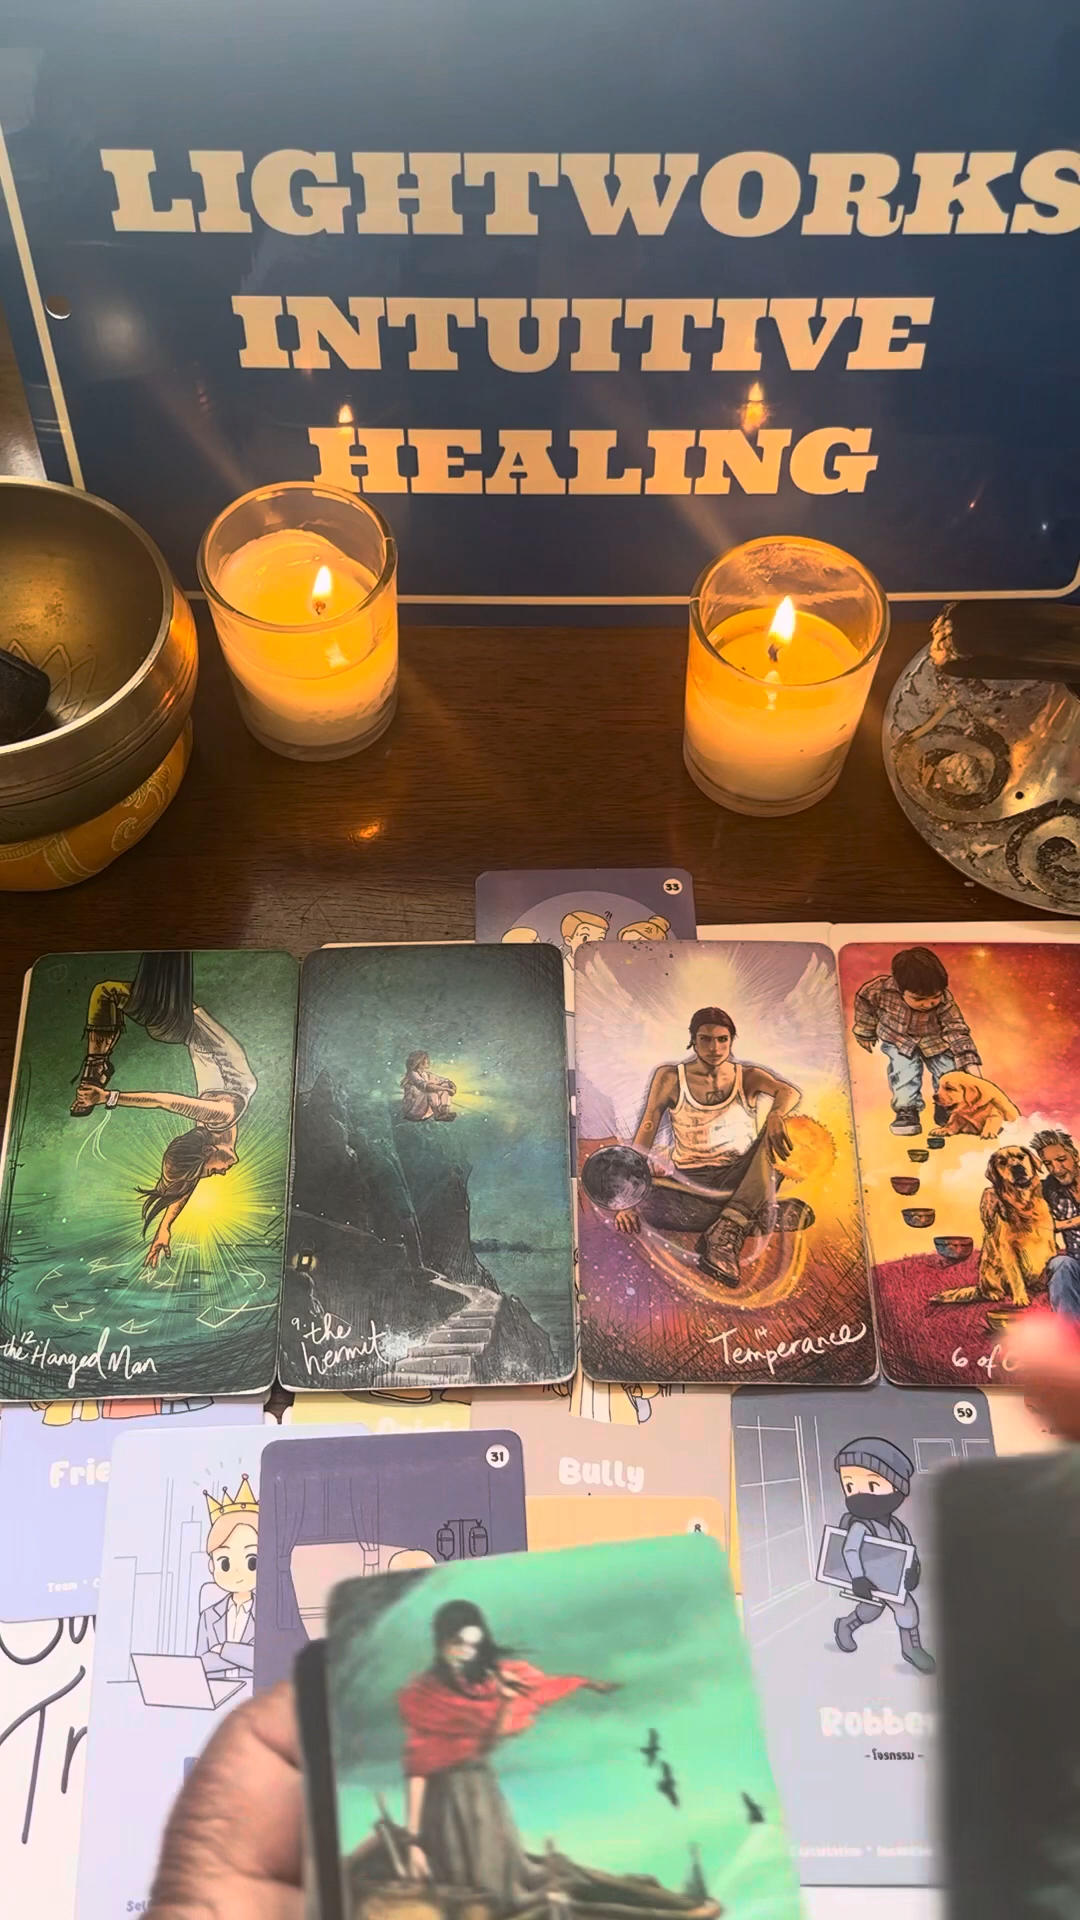 LIGHTWORKS
INTUITIVE
HEALING
33
12
the Hanged Man
9.
the
hermit
14
Temperance
6 of
59
31
Bully
8
- โจรกรรม -